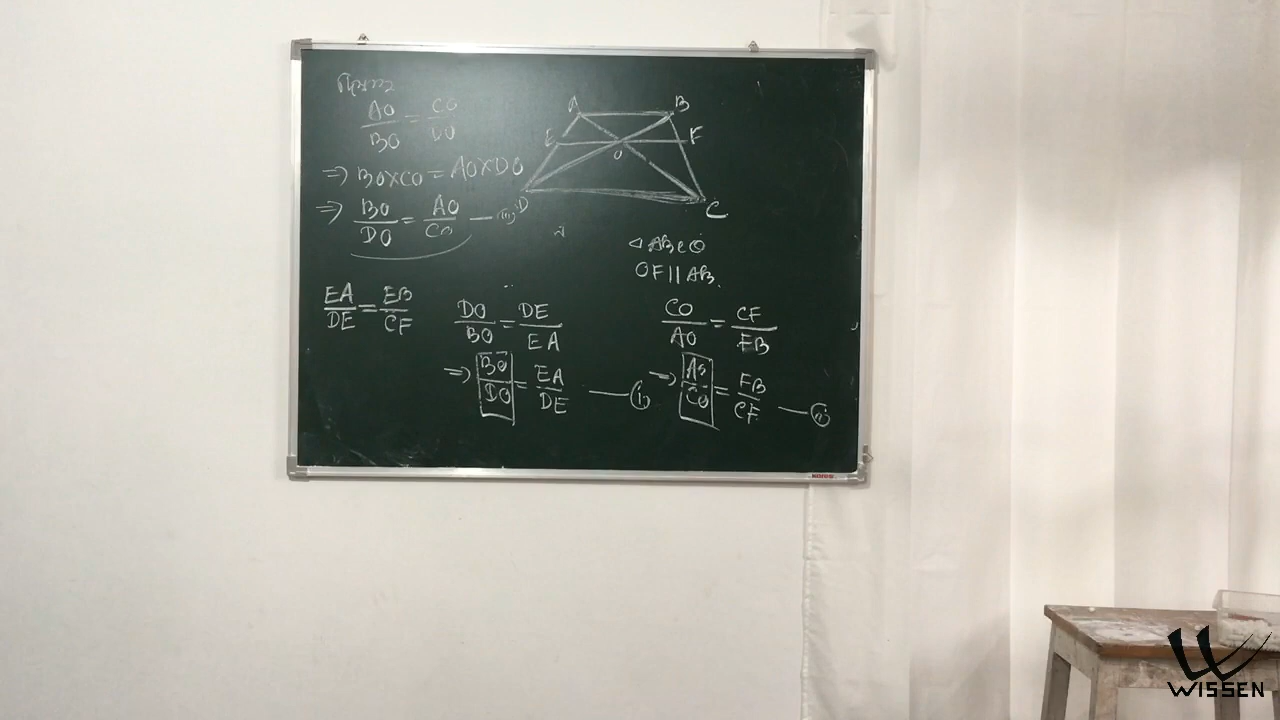 AO/BO = CO/DO
⇒ BO×CO = AO×DO
⇒ BO/DO = AO/CO — (iii)
A B
E F
O
D C
△ ABCO
OF || AB.
EA/DE = EB/CF
DO/BO = DE/EA
⇒ BO/DO = EA/DE — (i)
CO/AO = CF/FB
⇒ AO/CO = FB/CF — (ii)
KORES
WISSEN